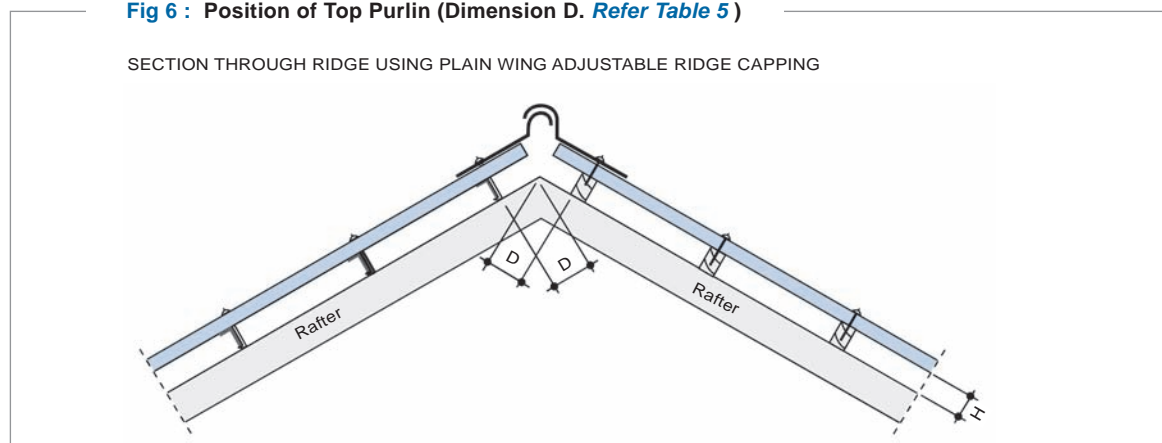 Fig 6 : Position of Top Purlin (Dimension D. Refer Table 5 )
SECTION THROUGH RIDGE USING PLAIN WING ADJUSTABLE RIDGE CAPPING
D
D
Rafter
Rafter
H